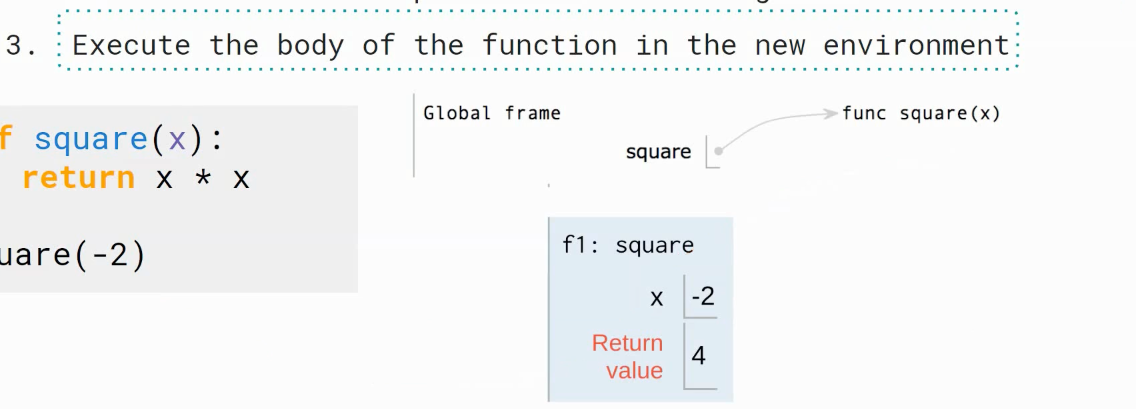 3. Execute the body of the function in the new environment
f square(x):
return x * x
uare(-2)
Global frame
square
func square(x)
f1: square
x -2
Return
value 4